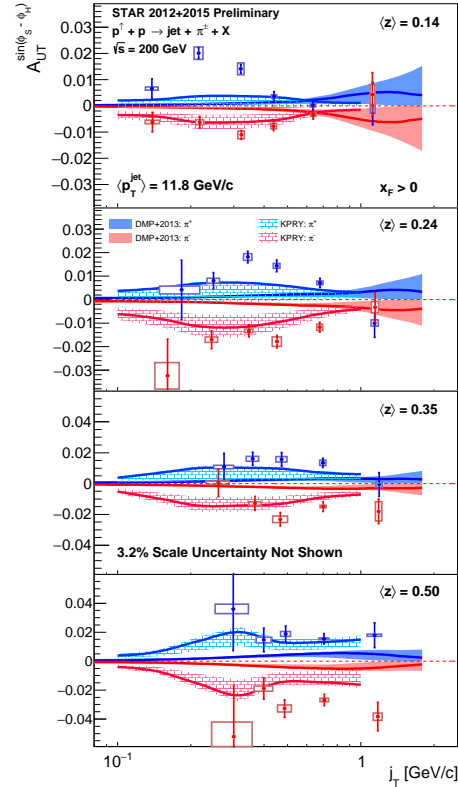 STAR 2012+2015 Preliminary
p↑ + p → jet + π± + X
√s = 200 GeV
⟨z⟩ = 0.14
A_UT^sin(ϕ_S - ϕ_H)
0.03
0.02
0.01
0
−0.01
−0.02
−0.03
⟨p_T^jet⟩ = 11.8 GeV/c
x_F > 0
DMP+2013: π⁺
KPRY: π⁺
DMP+2013: π⁻
KPRY: π⁻
⟨z⟩ = 0.24
0.03
0.02
0.01
0
−0.01
−0.02
−0.03
⟨z⟩ = 0.35
0.04
0.02
0
−0.02
−0.04
3.2% Scale Uncertainty Not Shown
⟨z⟩ = 0.50
0.04
0.02
0
−0.02
−0.04
10⁻¹
1
j_T [GeV/c]